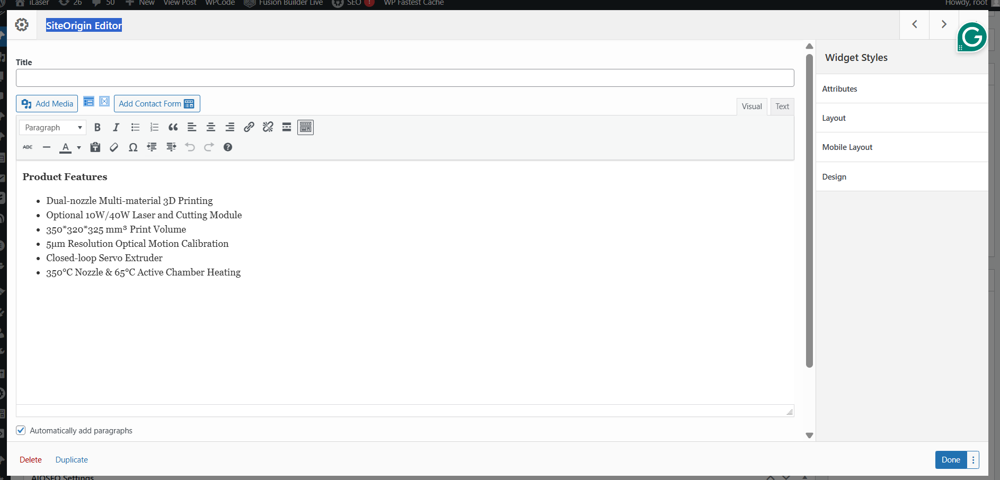 iLaser 26 50 New View Post WPCode Fusion Builder Live SEO ! WP Fastest Cache Howdy, root
SiteOrigin Editor
Title
Add Media Add Contact Form
Visual Text
Paragraph
Product Features
Dual-nozzle Multi-material 3D Printing
Optional 10W/40W Laser and Cutting Module
350*320*325 mm³ Print Volume
5μm Resolution Optical Motion Calibration
Closed-loop Servo Extruder
350°C Nozzle & 65°C Active Chamber Heating
Automatically add paragraphs
Delete Duplicate
Widget Styles
Attributes
Layout
Mobile Layout
Design
Done
AIOSEO Settings